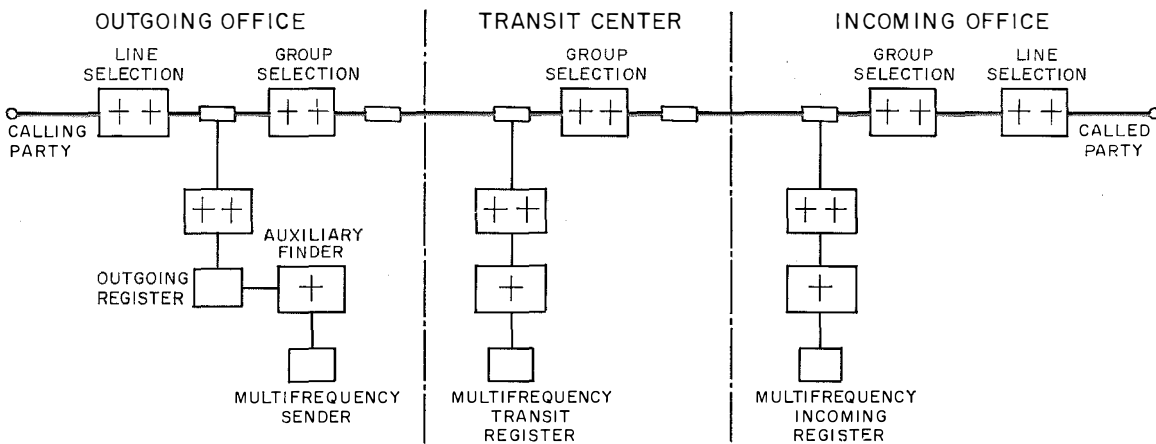 OUTGOING OFFICE
TRANSIT CENTER
INCOMING OFFICE
LINE
SELECTION
GROUP
SELECTION
GROUP
SELECTION
GROUP
SELECTION
LINE
SELECTION
CALLING
PARTY
CALLED
PARTY
AUXILIARY
FINDER
OUTGOING
REGISTER
MULTIFREQUENCY
SENDER
MULTIFREQUENCY
TRANSIT
REGISTER
MULTIFREQUENCY
INCOMING
REGISTER